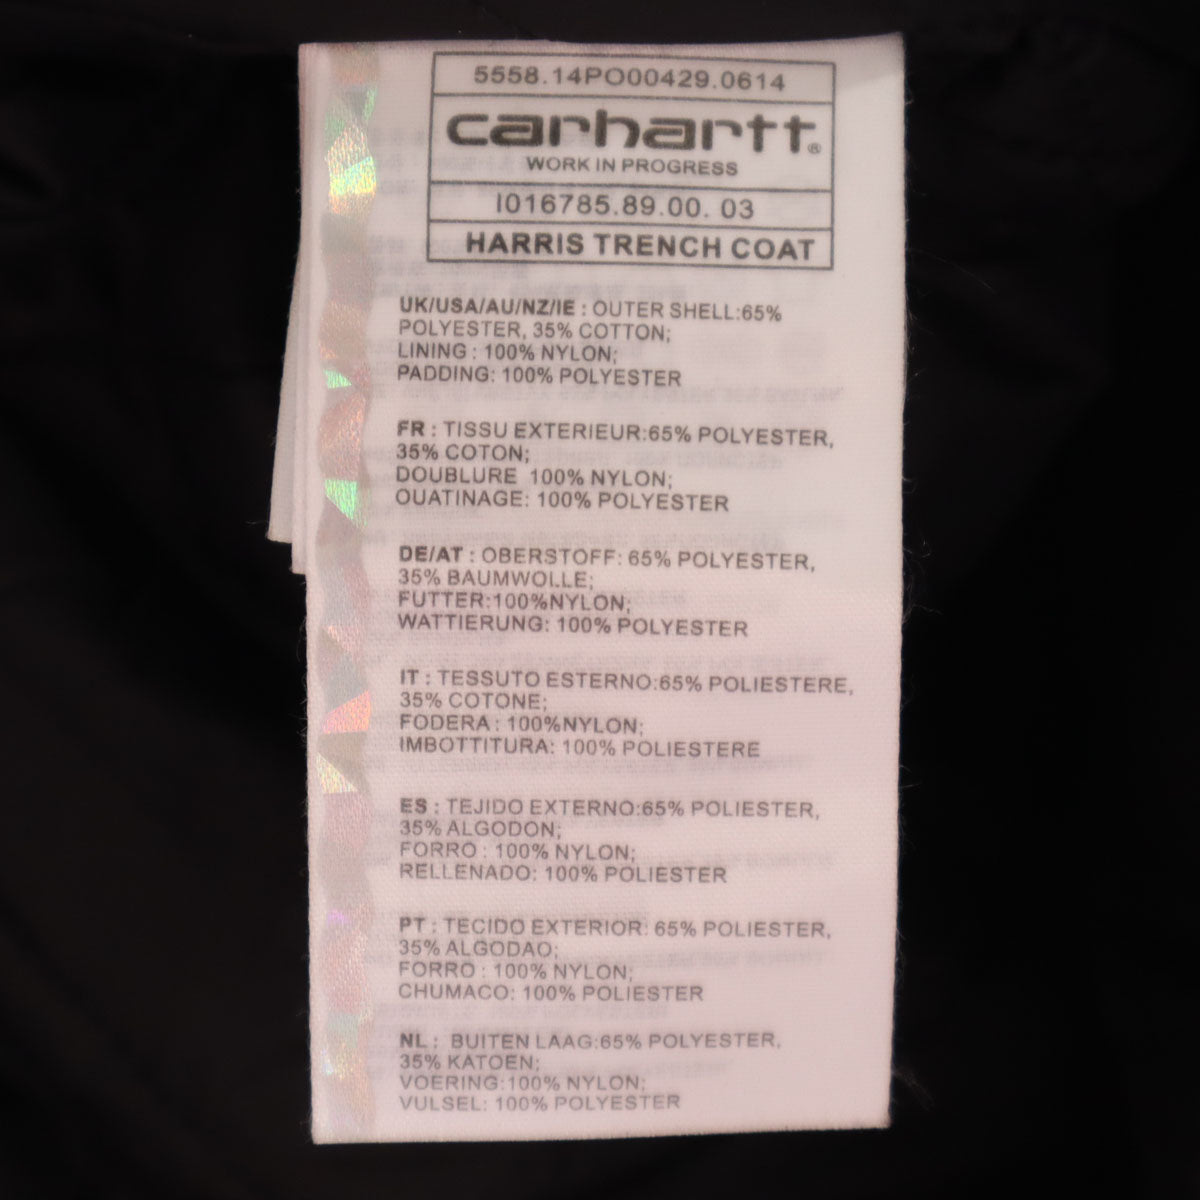 5558.14PO00429.0614
carhartt®
WORK IN PROGRESS
I016785.89.00. 03
HARRIS TRENCH COAT
UK/USA/AU/NZ/IE : OUTER SHELL:65%
POLYESTER, 35% COTTON;
LINING : 100% NYLON;
PADDING: 100% POLYESTER
FR : TISSU EXTERIEUR:65% POLYESTER,
35% COTON;
DOUBLURE 100% NYLON;
OUATINAGE: 100% POLYESTER
DE/AT : OBERSTOFF: 65% POLYESTER,
35% BAUMWOLLE;
FUTTER:100%NYLON;
WATTIERUNG: 100% POLYESTER
IT : TESSUTO ESTERNO:65% POLIESTERE,
35% COTONE;
FODERA : 100%NYLON;
IMBOTTITURA: 100% POLIESTERE
ES : TEJIDO EXTERNO:65% POLIESTER,
35% ALGODON;
FORRO : 100% NYLON;
RELLENADO: 100% POLIESTER
PT : TECIDO EXTERIOR: 65% POLIESTER,
35% ALGODAO;
FORRO : 100% NYLON;
CHUMACO: 100% POLIESTER
NL : BUITEN LAAG:65% POLYESTER,
35% KATOEN;
VOERING:100% NYLON;
VULSEL: 100% POLYESTER